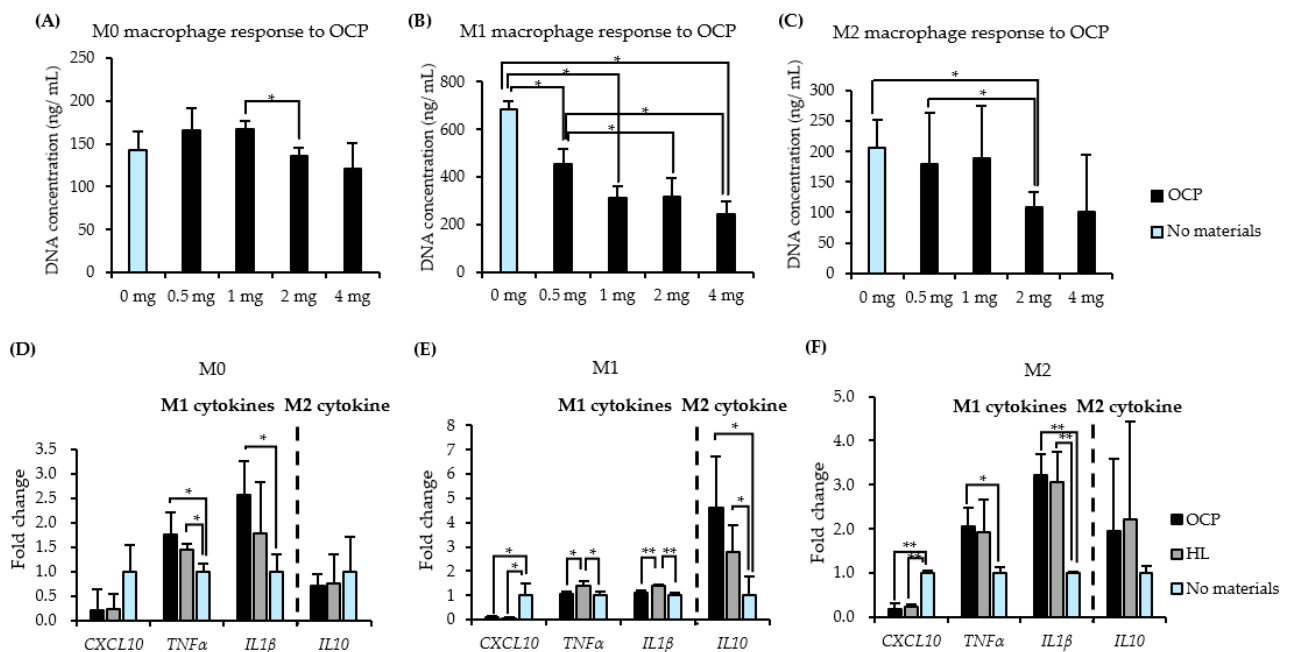 (A)
M0 macrophage response to OCP
DNA concentration (ng/ mL)
250
200
150
100
50
0
*
0 mg 0.5 mg 1 mg 2 mg 4 mg
(B)
M1 macrophage response to OCP
DNA concentration (ng/ mL)
800
600
400
200
0
*
*
*
*
*
0 mg 0.5 mg 1 mg 2 mg 4 mg
(C)
M2 macrophage response to OCP
DNA concentration (ng/ mL)
300
250
200
150
100
50
0
*
*
0 mg 0.5 mg 1 mg 2 mg 4 mg
OCP
No materials
(D)
M0
M1 cytokines M2 cytokine
Fold change
3.5
3.0
2.5
2.0
1.5
1.0
0.5
0.0
*
*
*
CXCL10 TNFα IL1β IL10
(E)
M1
M1 cytokines M2 cytokine
Fold change
8
7
6
5
4
3
2
1
0
*
*
* *
** **
*
*
CXCL10 TNFα IL1β IL10
(F)
M2
M1 cytokines M2 cytokine
Fold change
5.0
4.0
3.0
2.0
1.0
0.0
**
**
*
**
**
CXCL10 TNFα IL1β IL10
OCP
HL
No materials